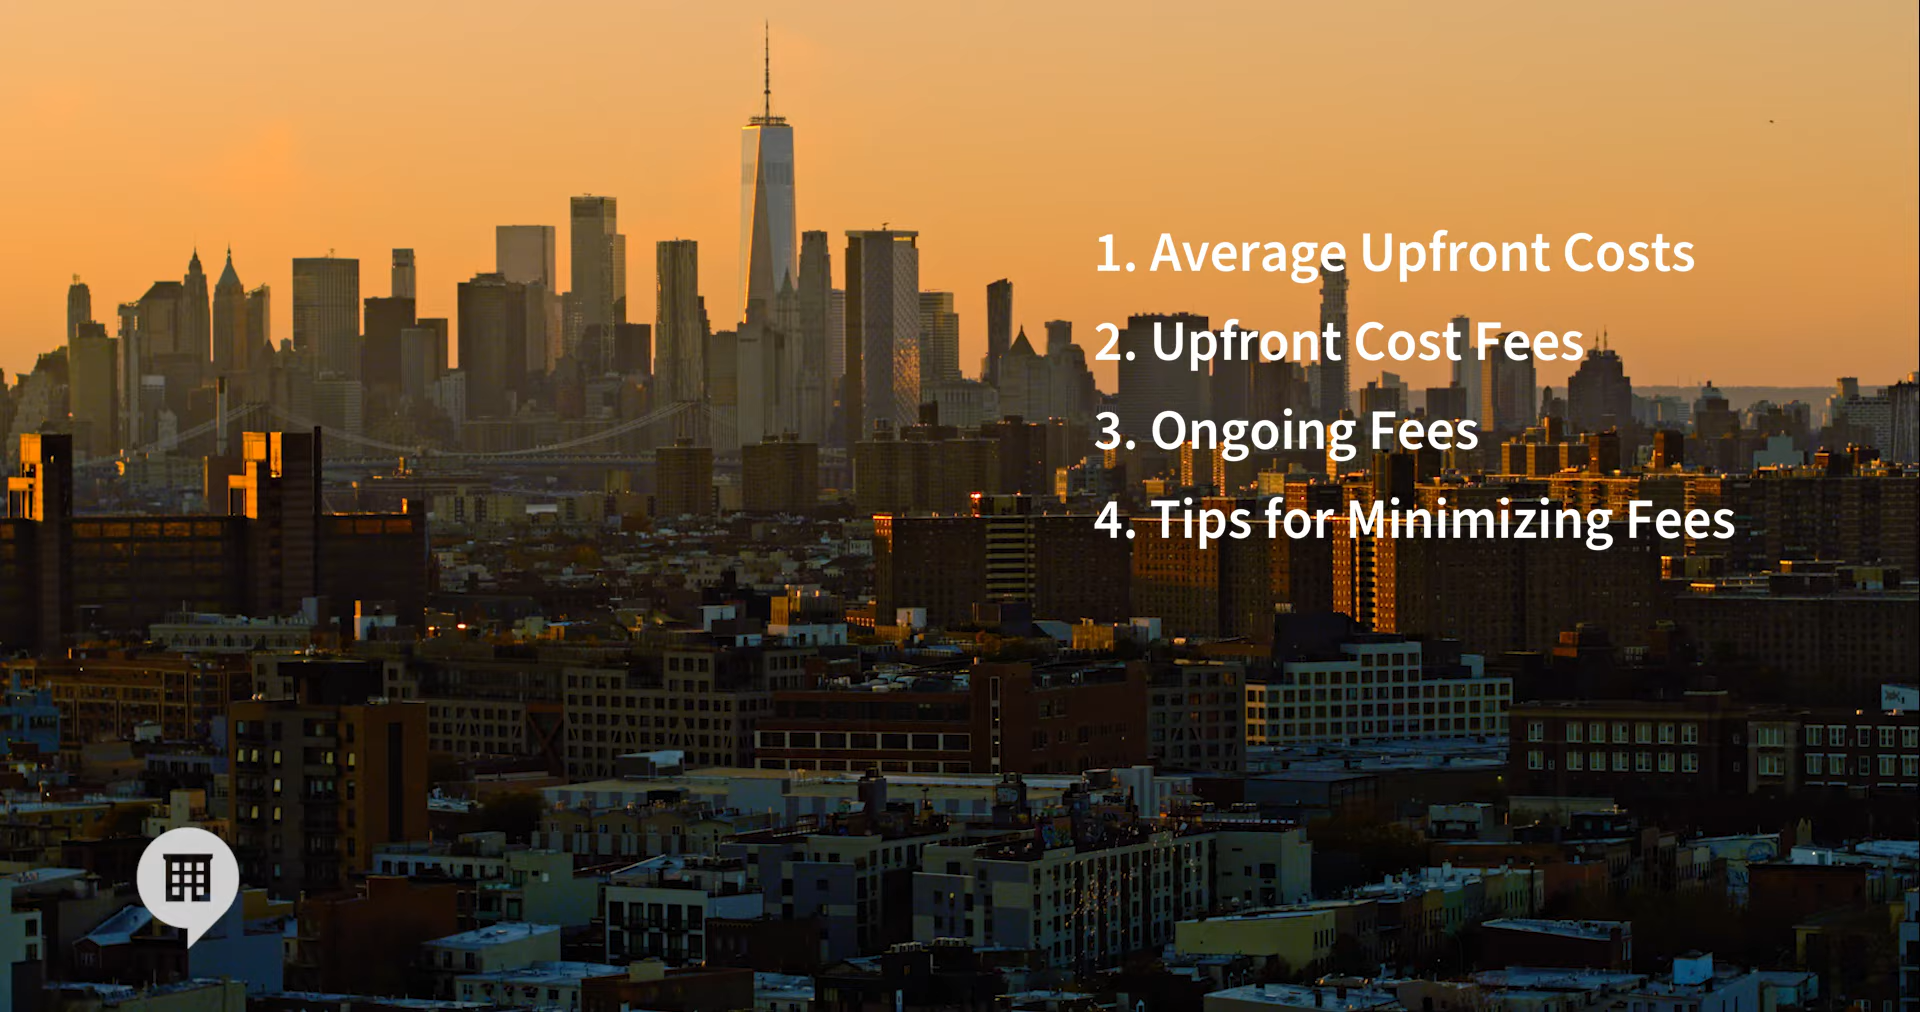 1. Average Upfront Costs
2. Upfront Cost Fees
3. Ongoing Fees
4. Tips for Minimizing Fees